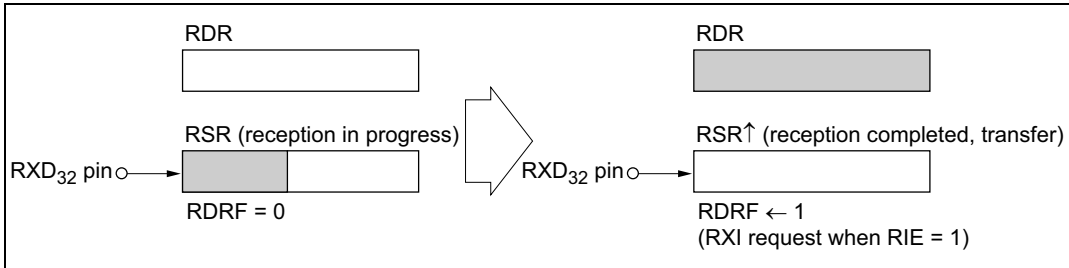 RDR
RSR (reception in progress)
RXD32 pin
RDRF = 0
RDR
RSR↑ (reception completed, transfer)
RXD32 pin
RDRF ← 1
(RXI request when RIE = 1)